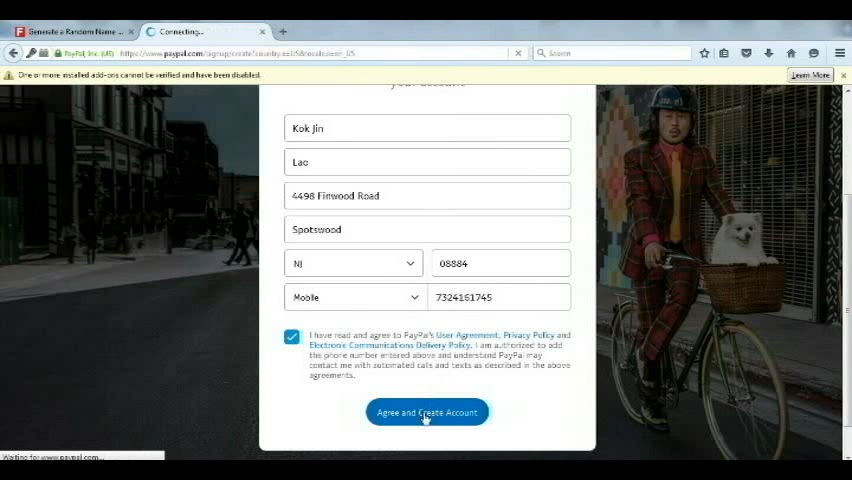 Generate a Random Name ...
Connecting...
PayPal, Inc. (US)
https://www.paypal.com/signup/create?country.x=US&locale.x=en_US
Search
One or more installed add-ons cannot be verified and have been disabled.
Learn More
your account
Kok Jin
Lao
4498 Finwood Road
Spotswood
NJ
08884
Mobile
7324161745
I have read and agree to PayPal's User Agreement, Privacy Policy and
Electronic Communications Delivery Policy. I am authorized to add
the phone number entered above and understand PayPal may
contact me with automated calls and texts as described in the above
agreements.
Agree and Create Account
Waiting for www.paypal.com...